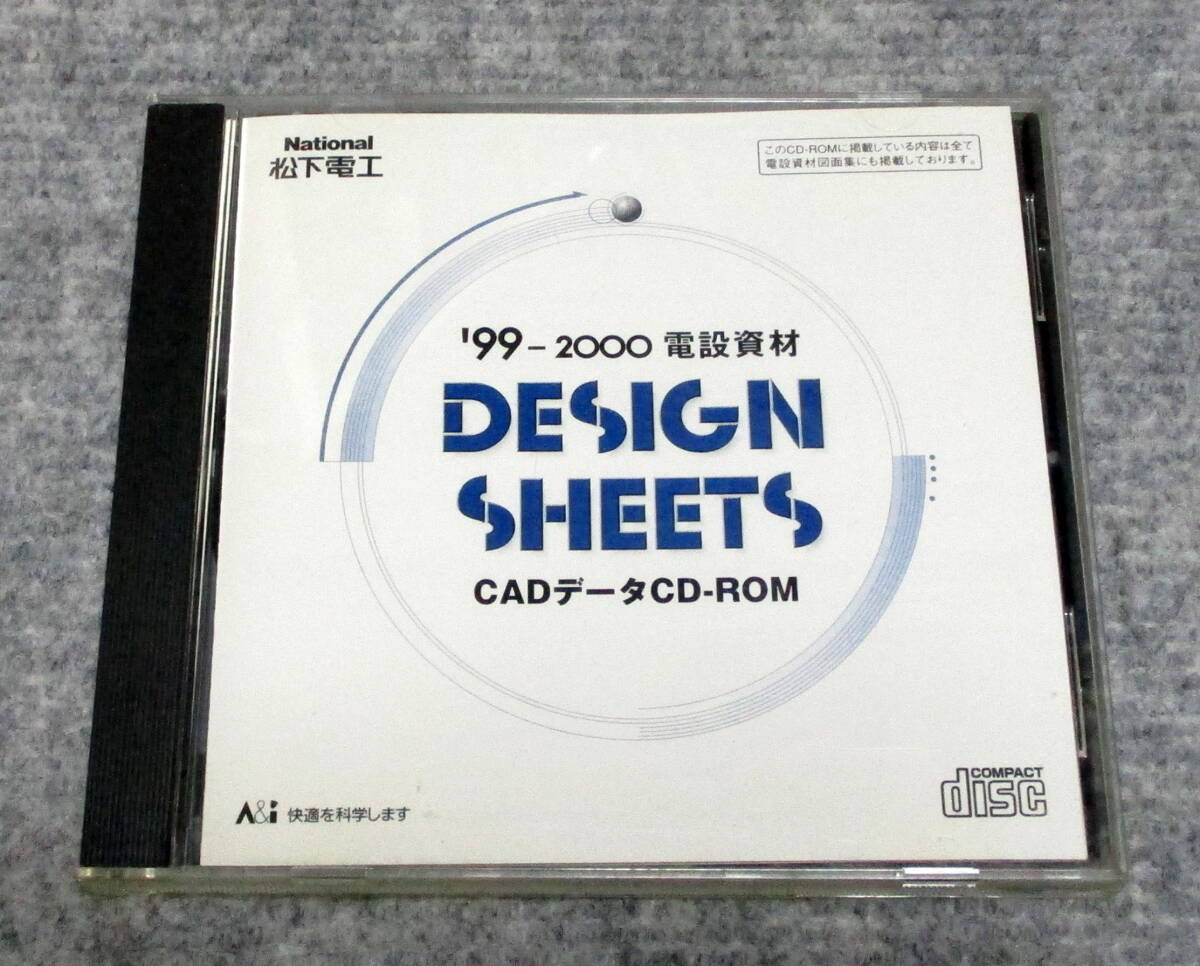 National
松下電工
このCD-ROMに掲載している内容は全て
電設資材図面集にも掲載しております。
'99-2000 電設資材
DESIGN
SHEETS
CADデータCD-ROM
A&i 快適を科学します
COMPACT
disc